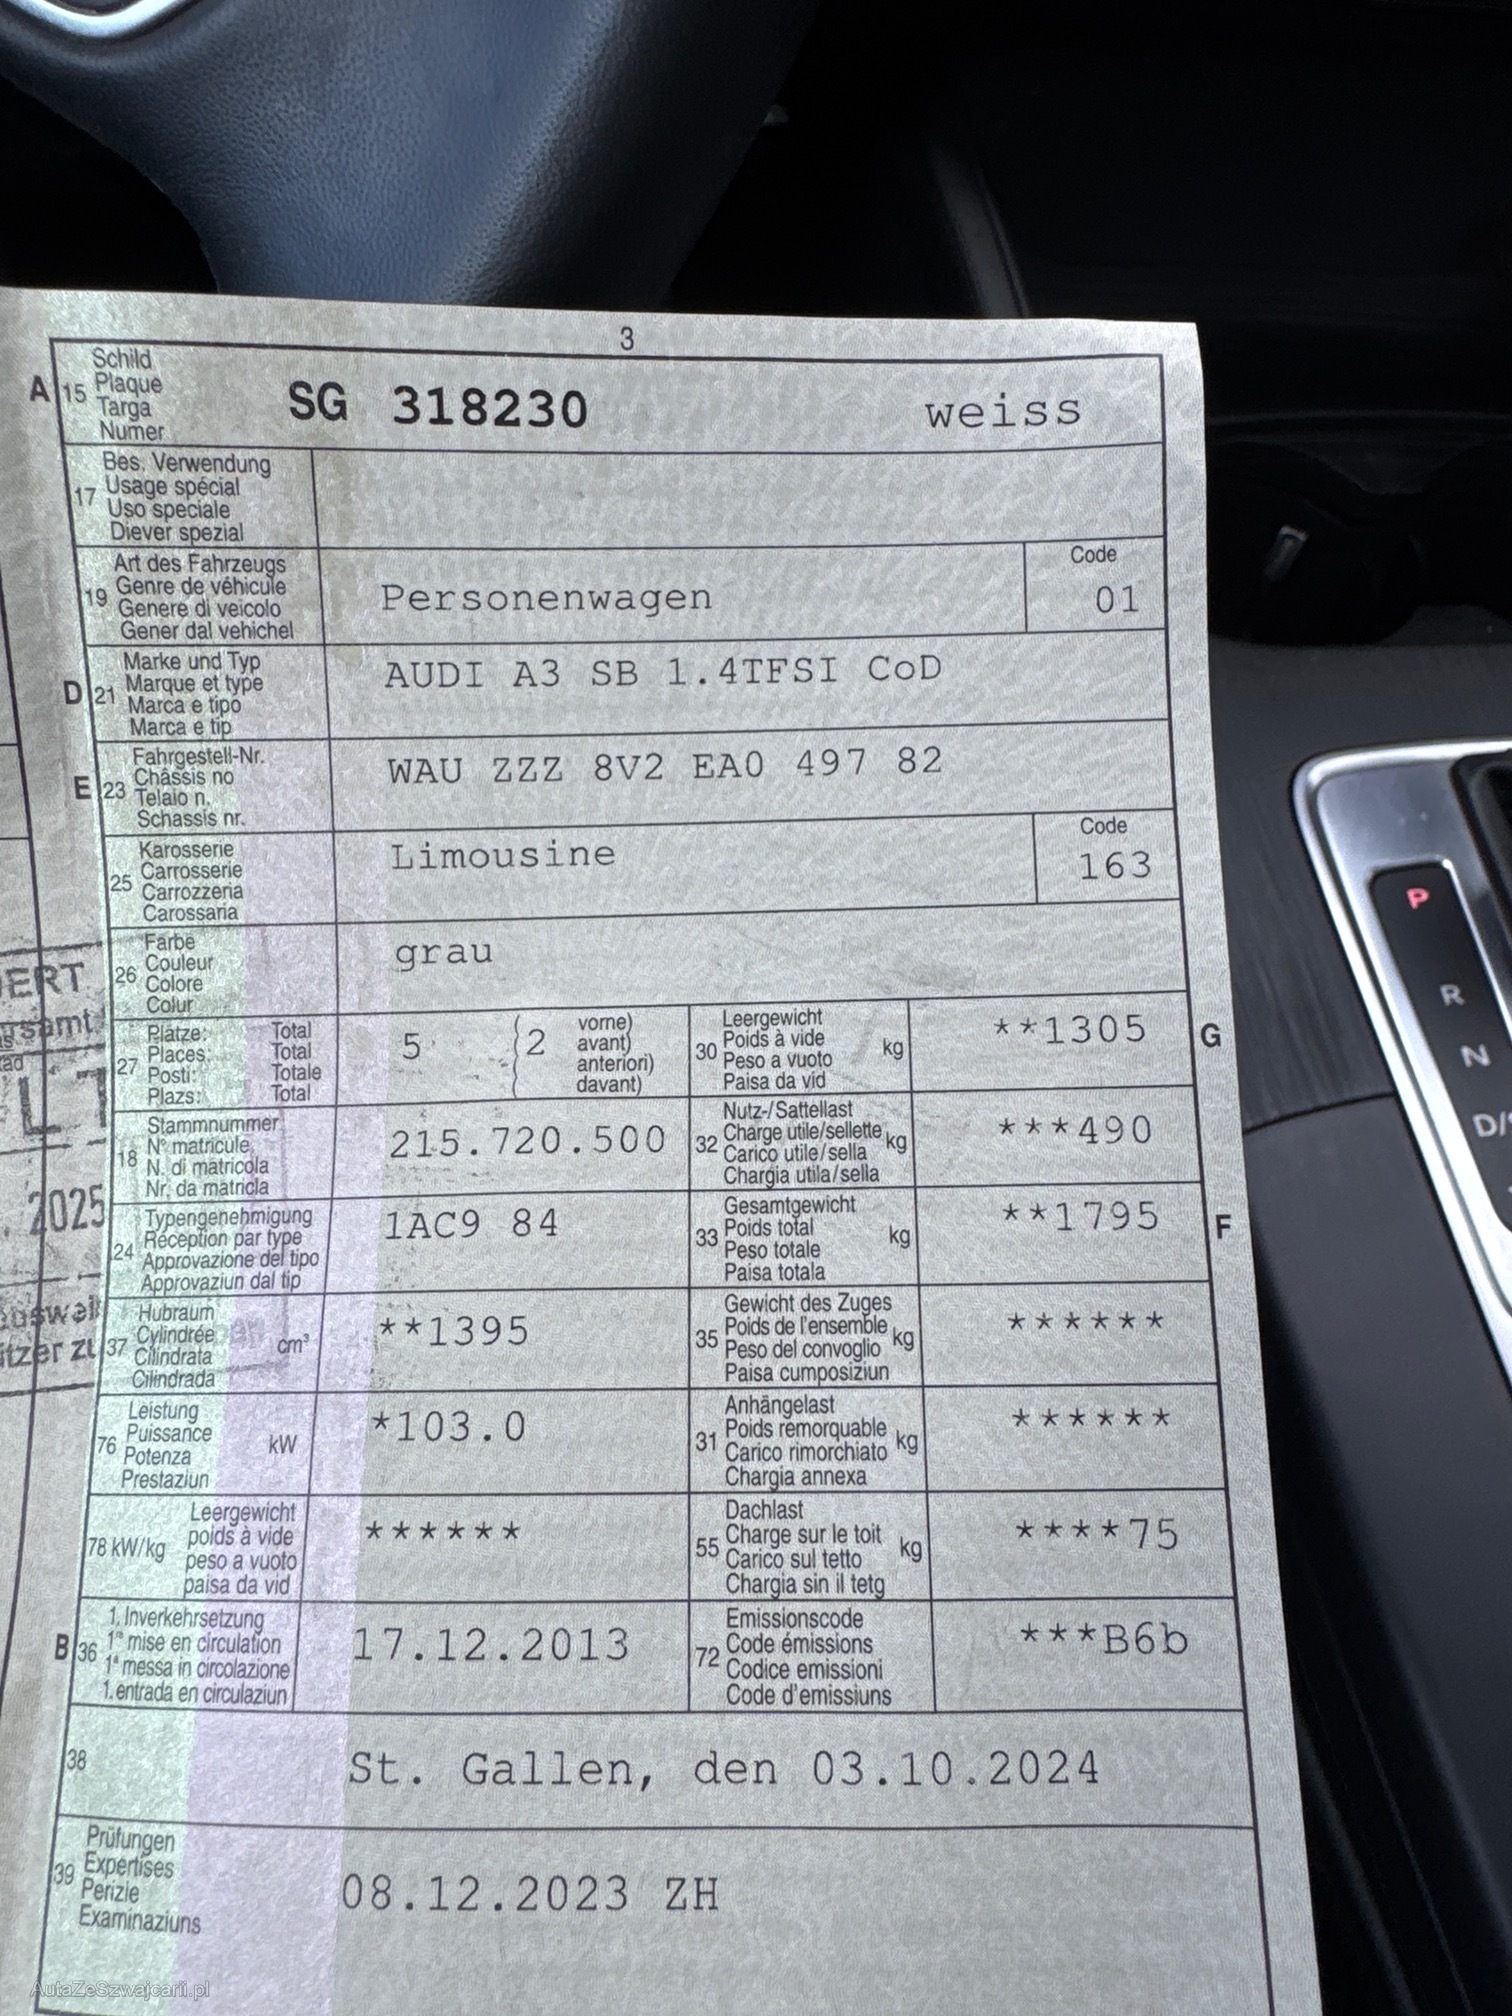 3
A 15 Schild
Plaque
Targa
Numer
SG 318230 weiss
17 Bes. Verwendung
Usage spécial
Uso speciale
Diever spezial
19 Art des Fahrzeugs
Genre de véhicule
Genere di veicolo
Gener dal vehichel
Personenwagen
Code
01
D 21 Marke und Typ
Marque et type
Marca e tipo
Marca e tip
AUDI A3 SB 1.4TFSI CoD
E 23 Fahrgestell-Nr.
Châssis no
Telaio n.
Schassis nr.
WAU ZZZ 8V2 EA0 497 82
25 Karosserie
Carrosserie
Carrozzeria
Carossaria
Limousine
Code
163
26 Farbe
Couleur
Colore
Colur
grau
27 Plätze: Total
Places: Total
Posti: Totale
Plazs: Total
5 2 vorne)
avant)
anteriori)
davant)
30 Leergewicht
Poids à vide
Peso a vuoto
Paisa da vid
kg
**1305
G
18 Stammnummer
N° matricule
N. di matricola
Nr. da matricla
215.720.500
32 Nutz-/Sattellast
Charge utile/sellette
Carico utile/sella
Chargia utila/sella
kg
***490
24 Typengenehmigung
Réception par type
Approvazione del tipo
Approvaziun dal tip
1AC9 84
33 Gesamtgewicht
Poids total
Peso totale
Paisa totala
kg
**1795
F
37 Hubraum
Cylindrée
Cilindrata
Cilindrada
cm³
**1395
35 Gewicht des Zuges
Poids de l'ensemble
Peso del convoglio
Paisa cumposiziun
kg
******
76 Leistung
Puissance
Potenza
Prestaziun
kW
*103.0
31 Anhängelast
Poids remorquable
Carico rimorchiato
Chargia annexa
kg
******
78 kW/kg Leergewicht
poids à vide
peso a vuoto
paisa da vid
******
55 Dachlast
Charge sur le toit
Carico sul tetto
Chargia sin il tetg
kg
****75
B 36 1. Inverkehrsetzung
1re mise en circulation
1a messa in circolazione
1. entrada en circulaziun
17.12.2013
72 Emissionscode
Code émissions
Codice emissioni
Code d'emissiuns
***B6b
38
St. Gallen, den 03.10.2024
39 Prüfungen
Expertises
Perizie
Examinaziuns
08.12.2023 ZH
2025
P
R
N
AutaZeSzwajcarii.pl